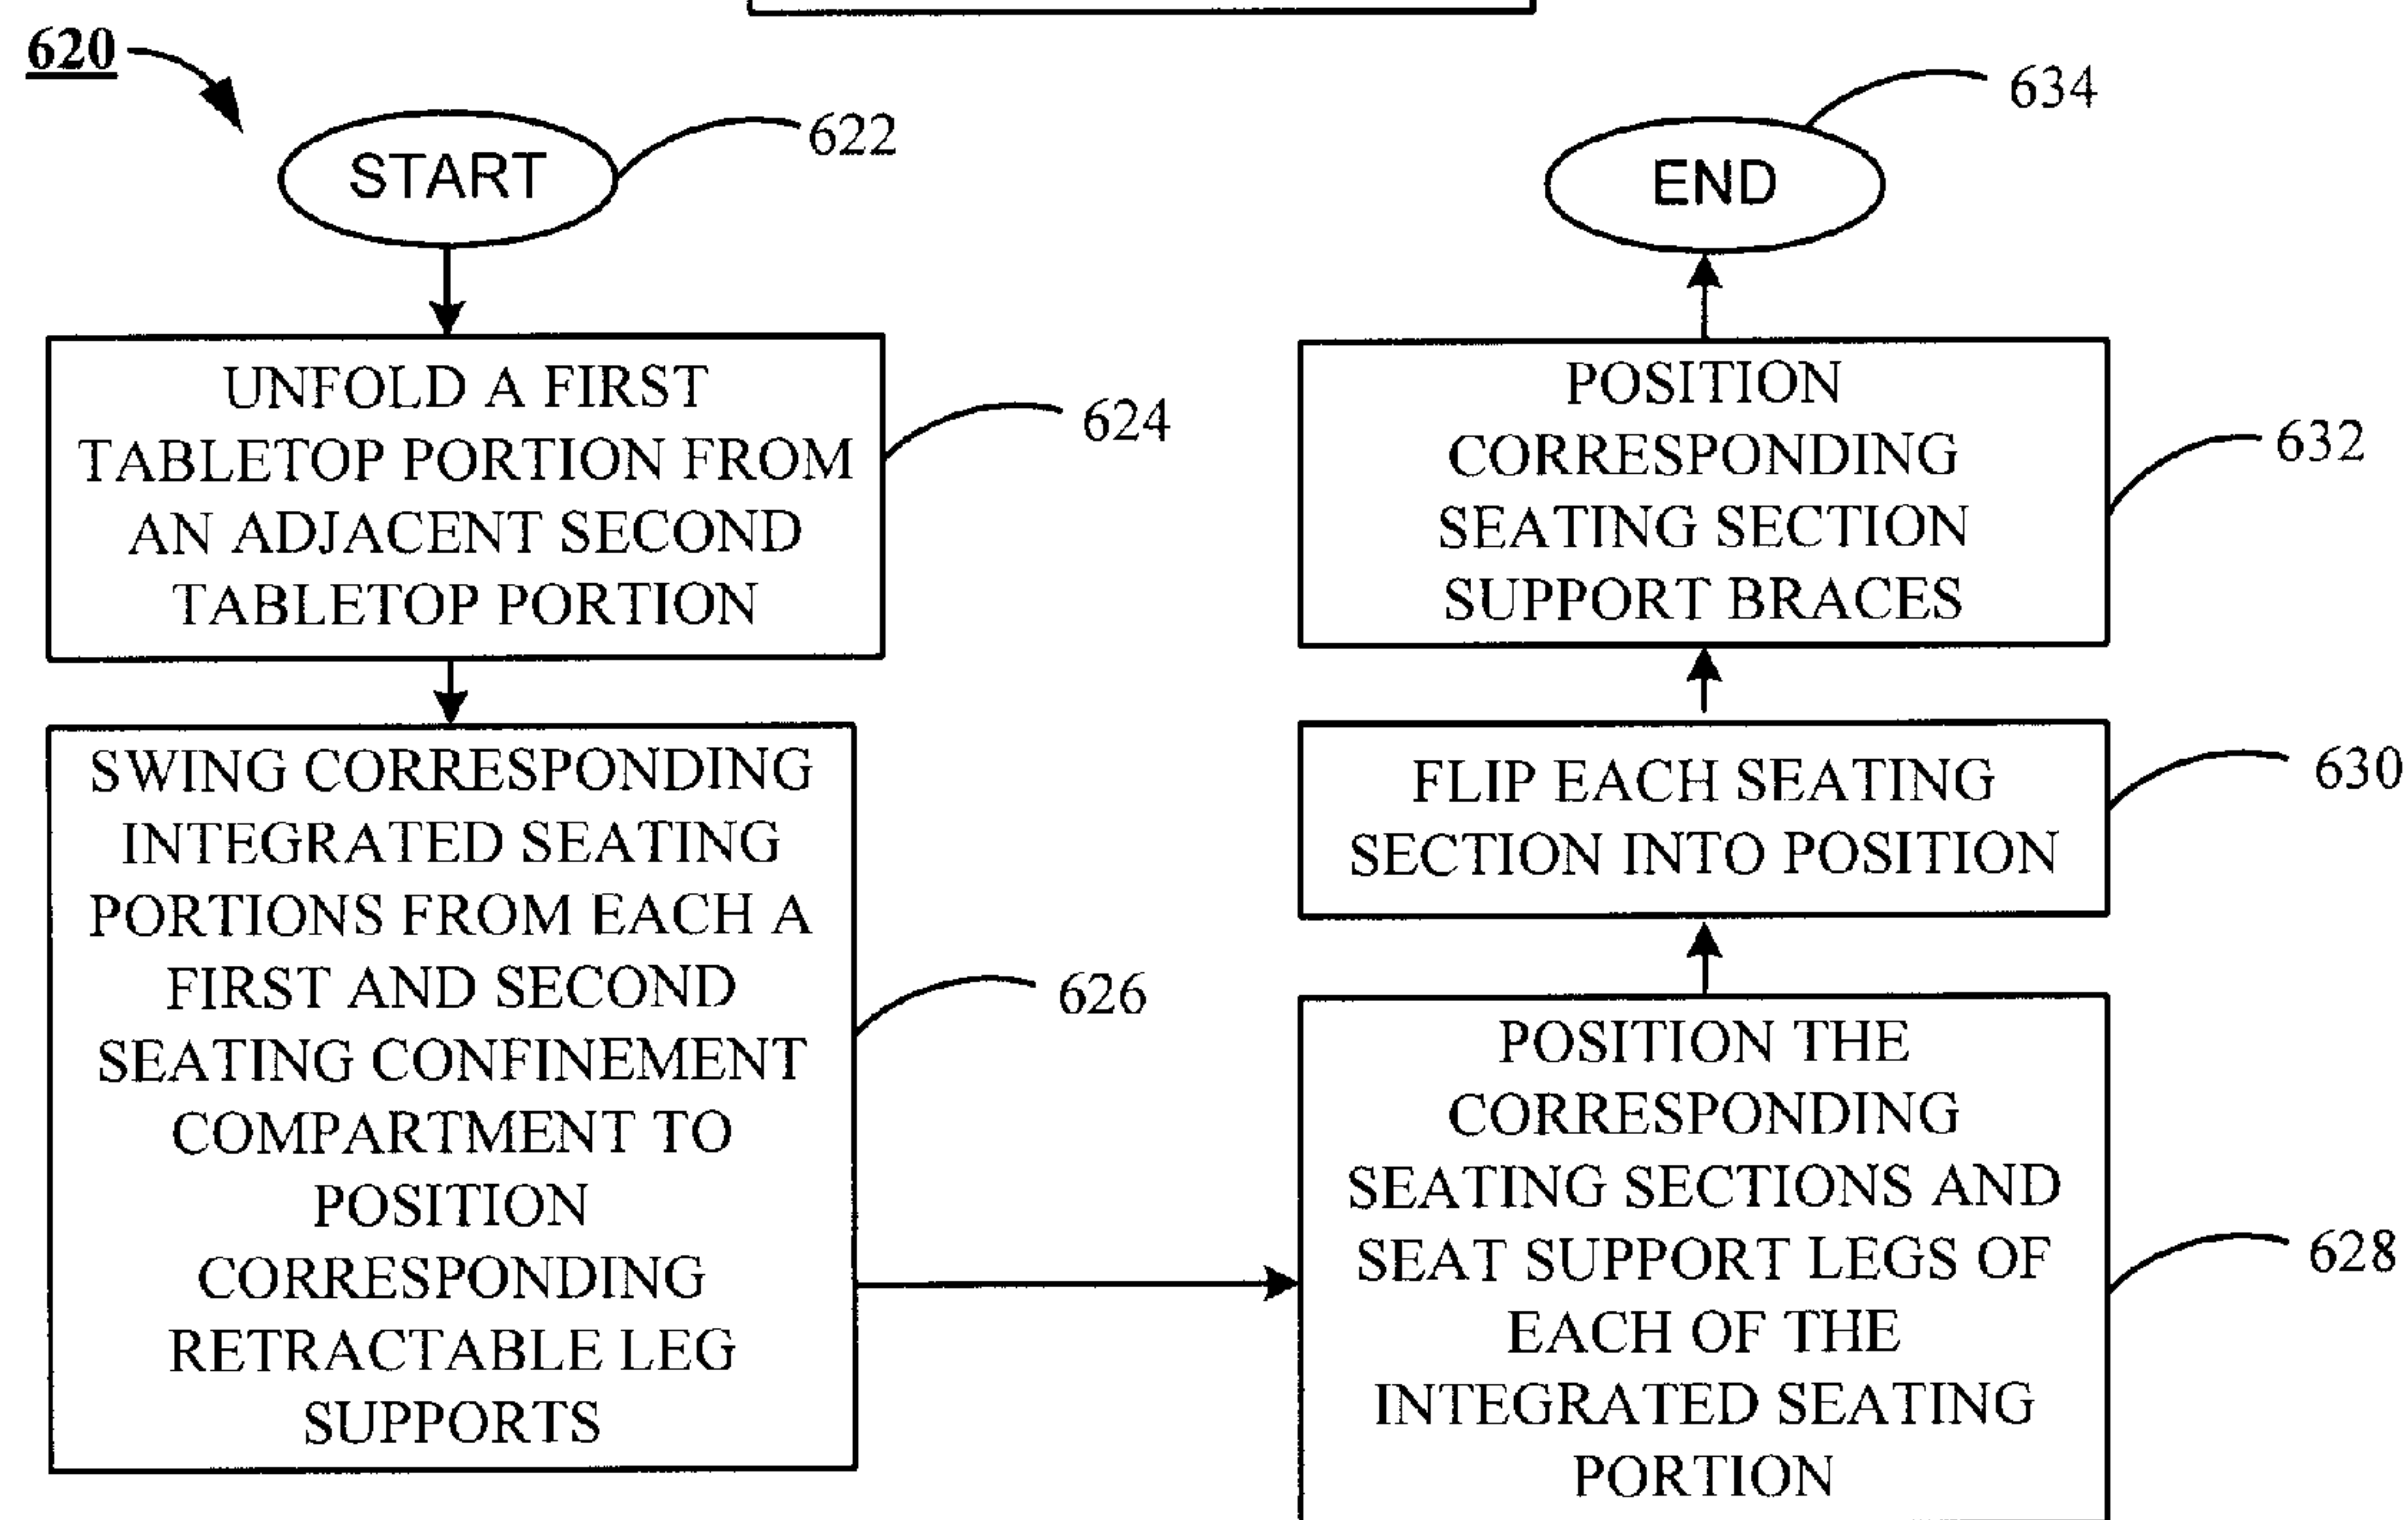 620
START
622
UNFOLD A FIRST
TABLETOP PORTION FROM
AN ADJACENT SECOND
TABLETOP PORTION
624
SWING CORRESPONDING
INTEGRATED SEATING
PORTIONS FROM EACH A
FIRST AND SECOND
SEATING CONFINEMENT
COMPARTMENT TO
POSITION
CORRESPONDING
RETRACTABLE LEG
SUPPORTS
626
POSITION THE
CORRESPONDING
SEATING SECTIONS AND
SEAT SUPPORT LEGS OF
EACH OF THE
INTEGRATED SEATING
PORTION
628
FLIP EACH SEATING
SECTION INTO POSITION
630
POSITION
CORRESPONDING
SEATING SECTION
SUPPORT BRACES
632
END
634